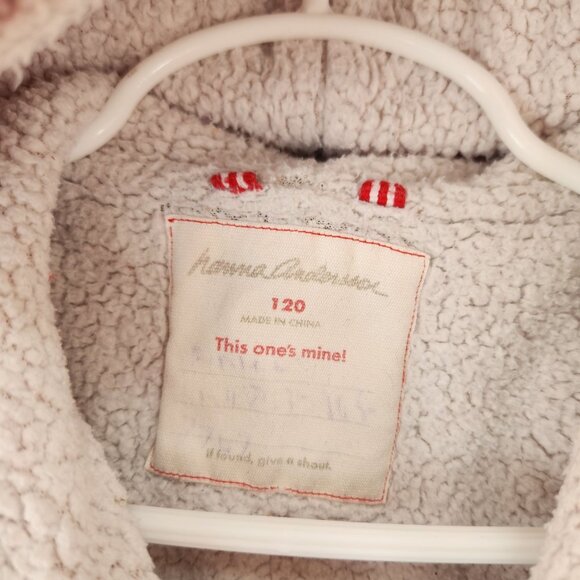 hanna andersson
120
MADE IN CHINA
This one's mine!
if found, give a shout.